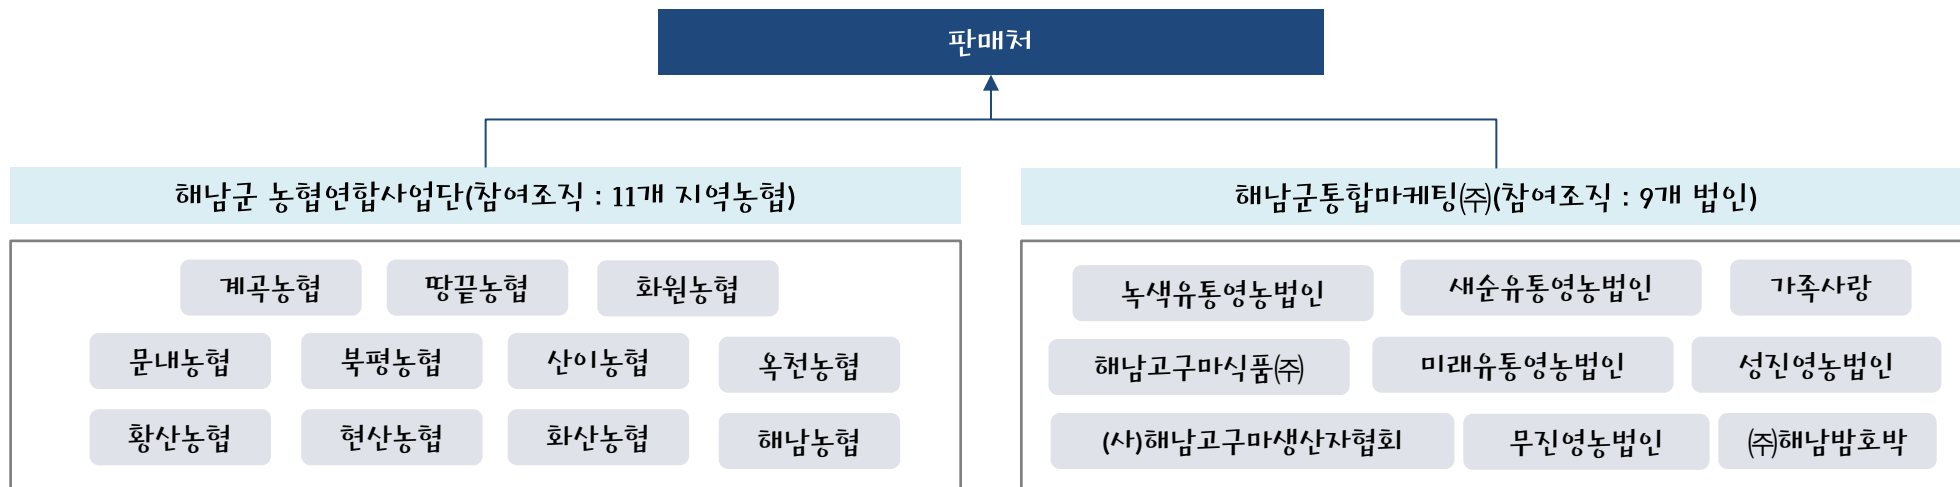 판매처
해남군 농협연합사업단(참여조직 : 11개 지역농협)
계곡농협 땅끝농협 화원농협
문내농협 북평농협 산이농협 옥천농협
황산농협 현산농협 화산농협 해남농협
해남군통합마케팅㈜(참여조직 : 9개 법인)
녹색유통영농법인 새순유통영농법인 가족사랑
해남고구마식품㈜ 미래유통영농법인 성진영농법인
(사)해남고구마생산자협회 무진영농법인 ㈜해남밤호박